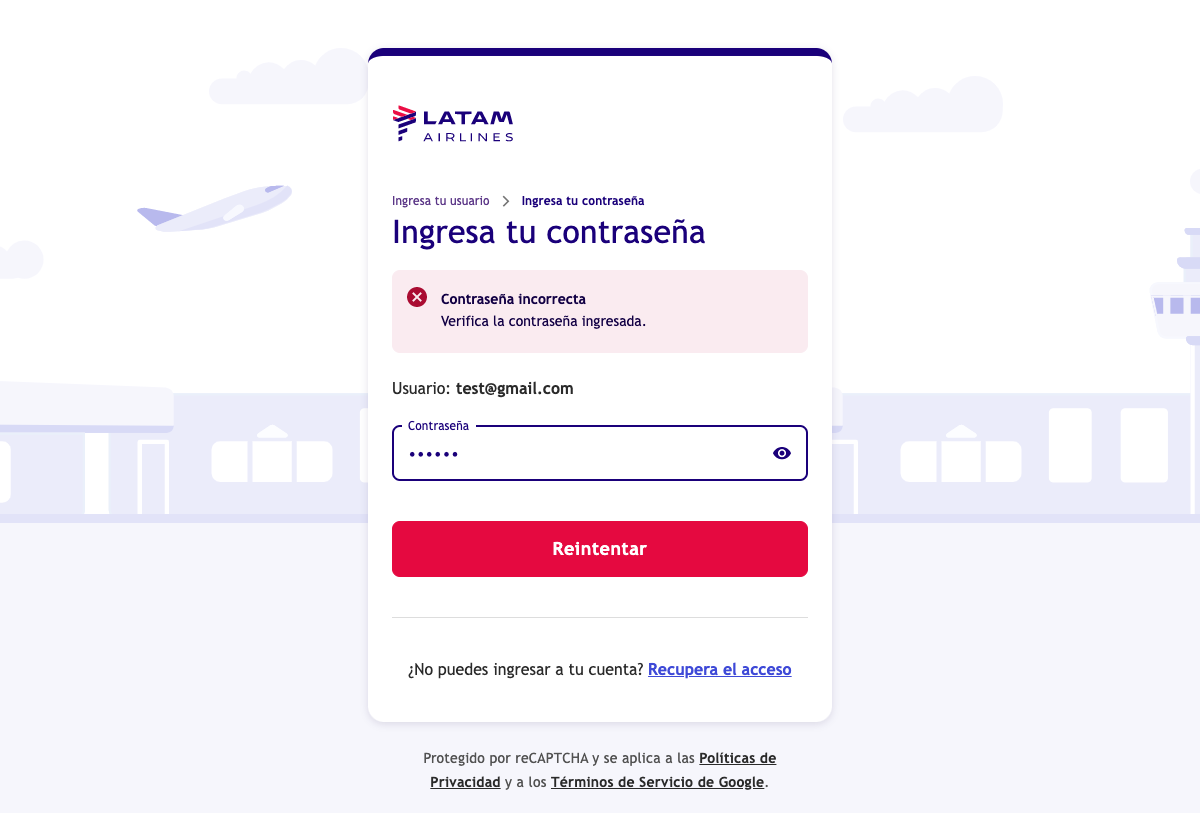 LATAM
AIRLINES
Ingresa tu usuario > Ingresa tu contraseña
Ingresa tu contraseña
Contraseña incorrecta
Verifica la contraseña ingresada.
Usuario: test@gmail.com
Contraseña
••••••
Reintentar
¿No puedes ingresar a tu cuenta? Recupera el acceso
Protegido por reCAPTCHA y se aplica a las Políticas de
Privacidad y a los Términos de Servicio de Google.